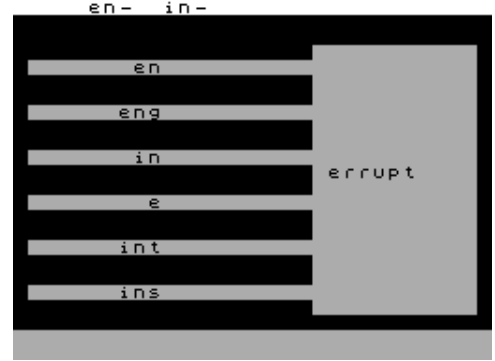 en- in-
en
eng
in
errupt
e
int
ins